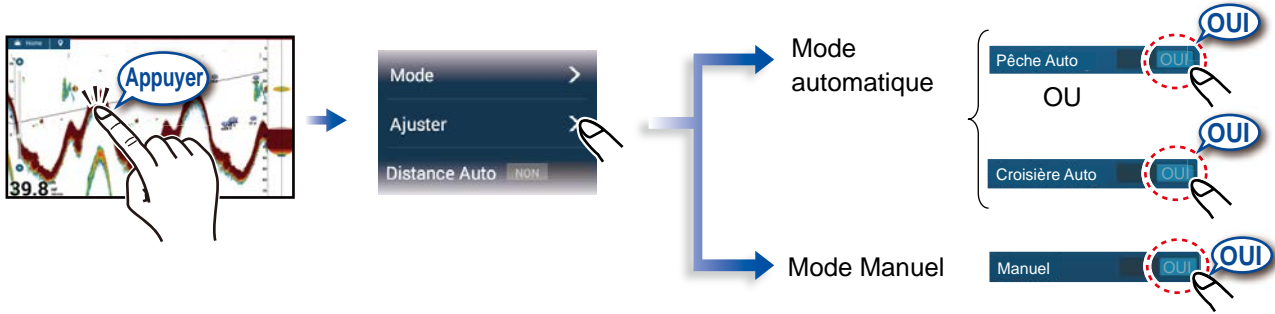 Home
Appuyer
39.8
Mode
Ajuster
Distance Auto NON
Mode
automatique
Pêche Auto OUI
OUI
OU
Croisière Auto OUI
OUI
Mode Manuel
Manuel OUI
OUI